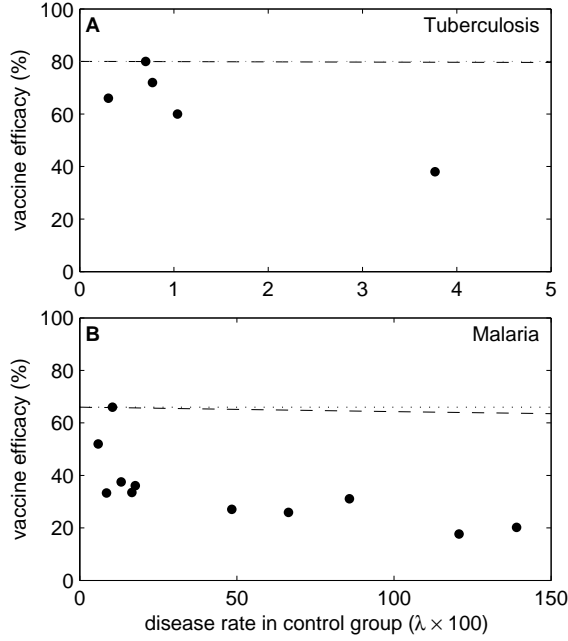 A Tuberculosis
vaccine efficacy (%)
100
80
60
40
20
0
0 1 2 3 4 5
B Malaria
vaccine efficacy (%)
100
80
60
40
20
0
0 50 100 150
disease rate in control group (λ × 100)